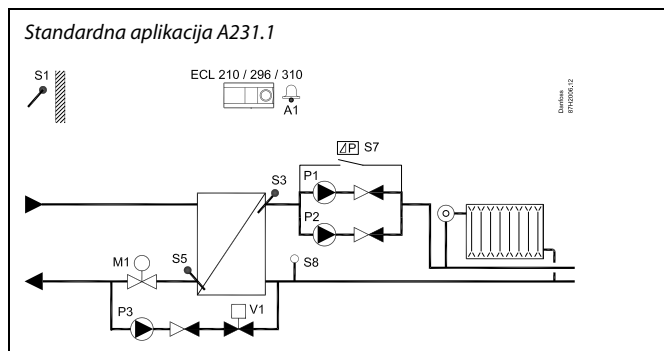 Standardna aplikacija A231.1
S1
ECL 210 / 296 / 310
A1
Danfoss
87H2006.12
⊿P S7
S3
P1
P2
M1
S5
S8
P3
V1